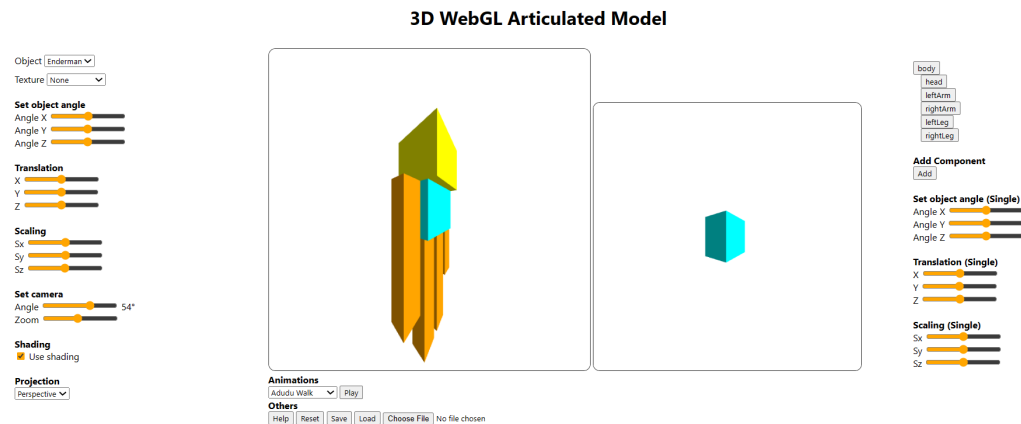 3D WebGL Articulated Model
Object Enderman
Texture None
Set object angle
Angle X
Angle Y
Angle Z
Translation
X
Y
Z
Scaling
Sx
Sy
Sz
Set camera
Angle 54°
Zoom
Shading
Use shading
Projection
Perspective
Animations
Adudu Walk Play
Others
Help Reset Save Load Choose File No file chosen
body
head
leftArm
rightArm
leftLeg
rightLeg
Add Component
Add
Set object angle (Single)
Angle X
Angle Y
Angle Z
Translation (Single)
X
Y
Z
Scaling (Single)
Sx
Sy
Sz